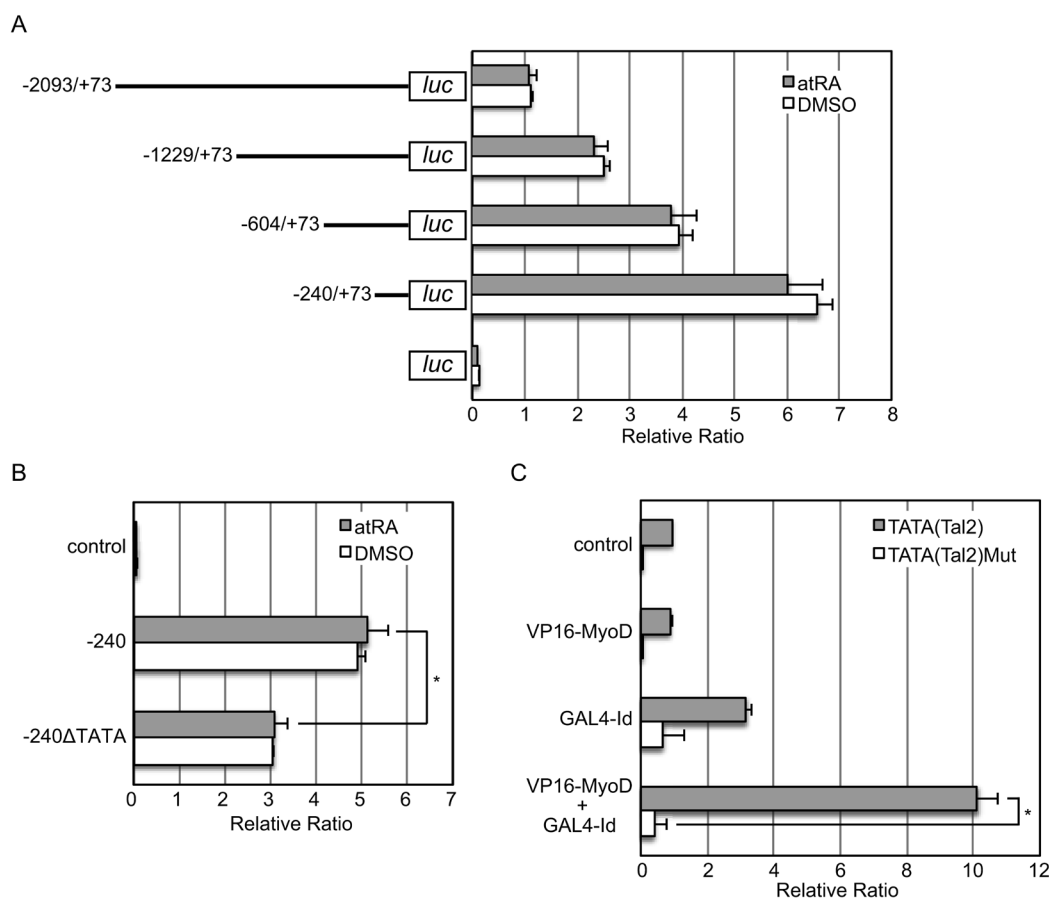 A
-2093/+73
luc
atRA
DMSO
-1229/+73
luc
-604/+73
luc
-240/+73
luc
luc
0 1 2 3 4 5 6 7 8
Relative Ratio
B
atRA
DMSO
control
-240
*
-240ΔTATA
0 1 2 3 4 5 6 7
Relative Ratio
C
TATA(Tal2)
TATA(Tal2)Mut
control
VP16-MyoD
GAL4-Id
VP16-MyoD
+
GAL4-Id
*
0 2 4 6 8 10 12
Relative Ratio